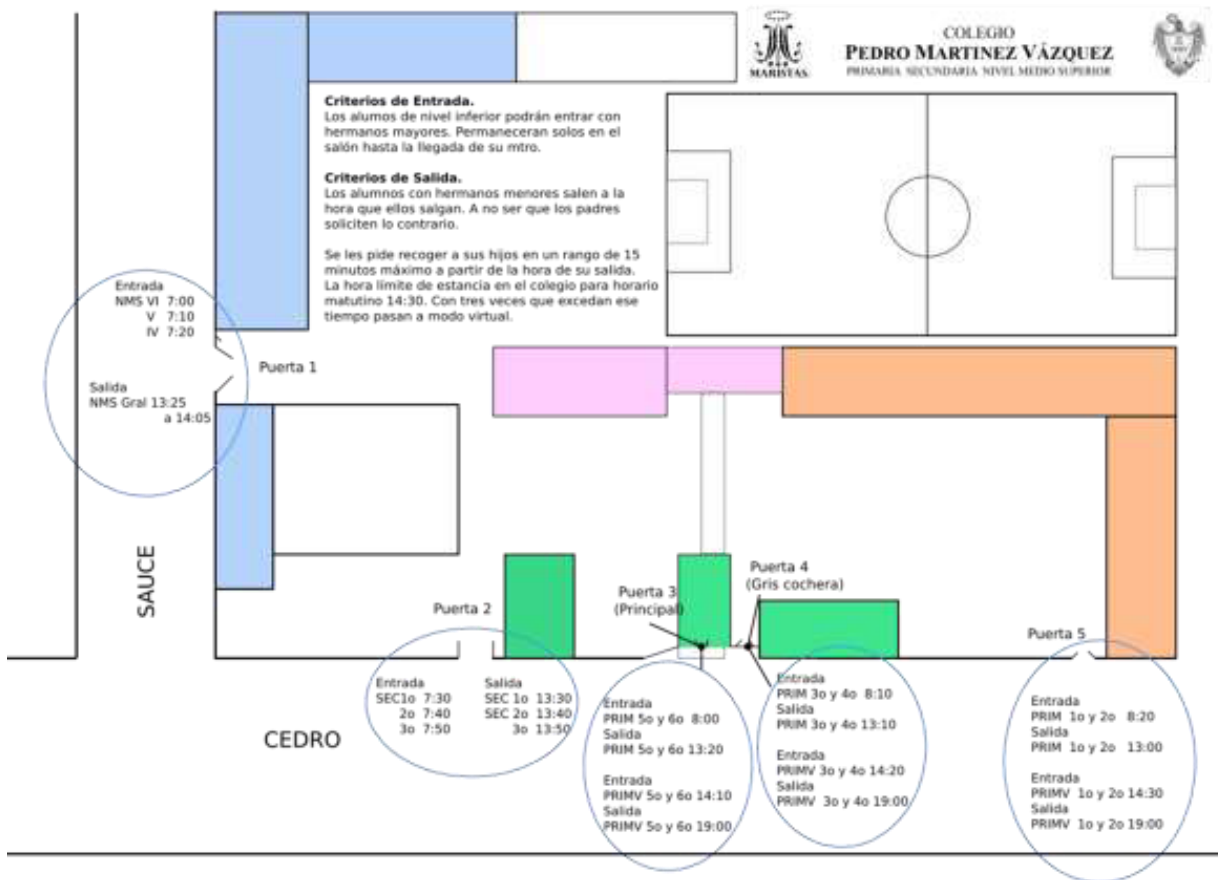 MARISTAS
COLEGIO
PEDRO MARTINEZ VÁZQUEZ
PRIMARIA SECUNDARIA NIVEL MEDIO SUPERIOR
Criterios de Entrada.
Los alumos de nivel inferior podrán entrar con
hermanos mayores. Permaneceran solos en el
salón hasta la llegada de su mtro.
Criterios de Salida.
Los alumnos con hermanos menores salen a la
hora que ellos salgan. A no ser que los padres
soliciten lo contrario.
Se les pide recoger a sus hijos en un rango de 15
minutos máximo a partir de la hora de su salida.
La hora límite de estancia en el colegio para horario
matutino 14:30. Con tres veces que excedan ese
tiempo pasan a modo virtual.
Entrada
NMS VI 7:00
V 7:10
IV 7:20
Salida
NMS Gral 13:25
a 14:05
Puerta 1
SAUCE
CEDRO
Puerta 2
Entrada
SEC1o 7:30
2o 7:40
3o 7:50
Salida
SEC 1o 13:30
SEC 2o 13:40
3o 13:50
Puerta 3
(Principal)
Entrada
PRIM 5o y 6o 8:00
Salida
PRIM 5o y 6o 13:20
Entrada
PRIMV 5o y 6o 14:10
Salida
PRIMV 5o y 6o 19:00
Puerta 4
(Gris cochera)
Entrada
PRIM 3o y 4o 8:10
Salida
PRIM 3o y 4o 13:10
Entrada
PRIMV 3o y 4o 14:20
Salida
PRIMV 3o y 4o 19:00
Puerta 5
Entrada
PRIM 1o y 2o 8:20
Salida
PRIM 1o y 2o 13:00
Entrada
PRIMV 1o y 2o 14:30
Salida
PRIMV 1o y 2o 19:00